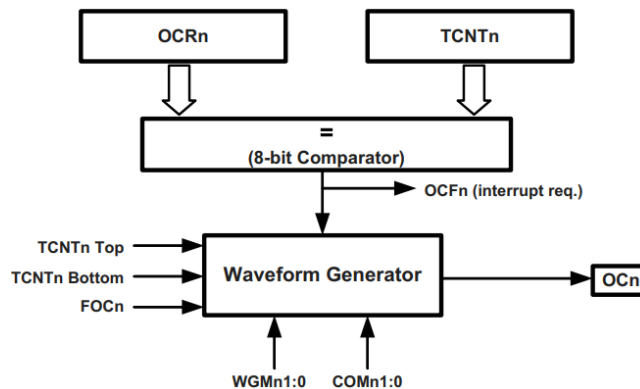 OCRn
TCNTn
=
(8-bit Comparator)
OCFn (interrupt req.)
TCNTn Top
TCNTn Bottom
FOCn
Waveform Generator
OCn
WGMn1:0
COMn1:0